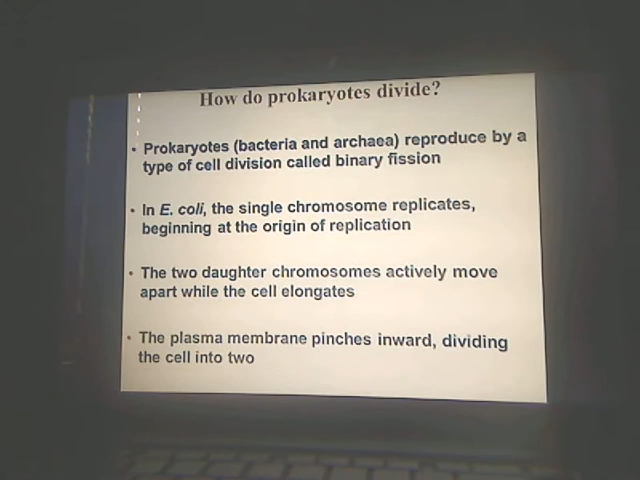 How do prokaryotes divide?
• Prokaryotes (bacteria and archaea) reproduce by a
type of cell division called binary fission
• In E. coli, the single chromosome replicates,
beginning at the origin of replication
• The two daughter chromosomes actively move
apart while the cell elongates
• The plasma membrane pinches inward, dividing
the cell into two